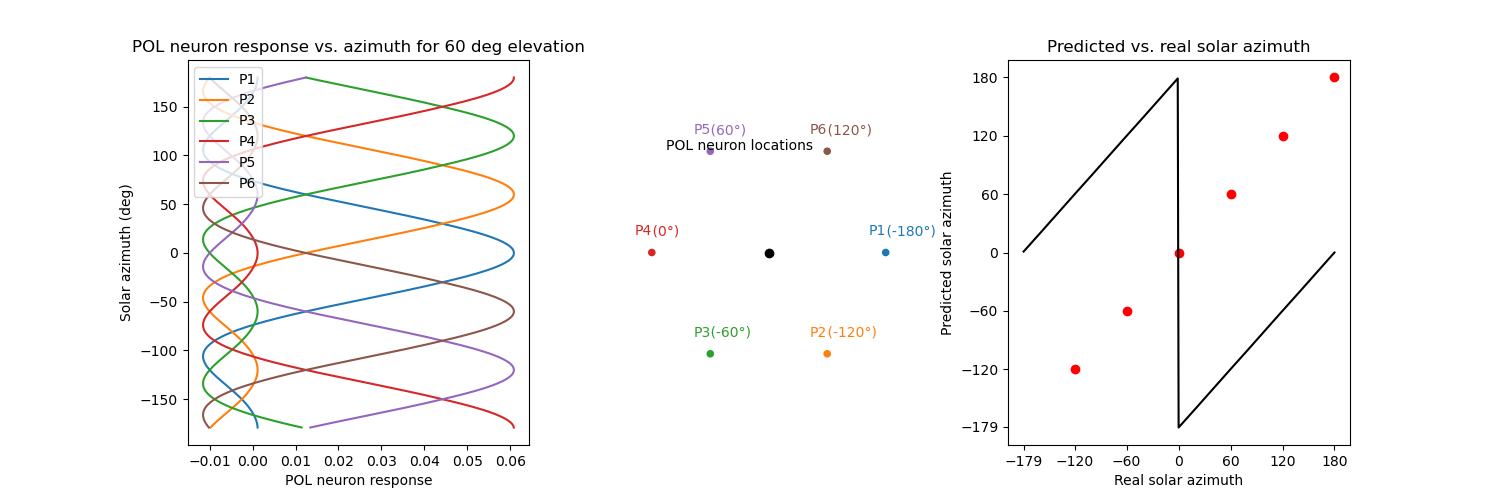 POL neuron response vs. azimuth for 60 deg elevation
P1
P2
P3
P4
P5
P6
150
100
50
0
−50
−100
−150
Solar azimuth (deg)
−0.01 0.00 0.01 0.02 0.03 0.04 0.05 0.06
POL neuron response
P5(60°) P6(120°)
POL neuron locations
P4(0°) P1(-180°)
P3(-60°) P2(-120°)
Predicted vs. real solar azimuth
180
120
60
0
−60
−120
−179
Predicted solar azimuth
−179 −120 −60 0 60 120 180
Real solar azimuth